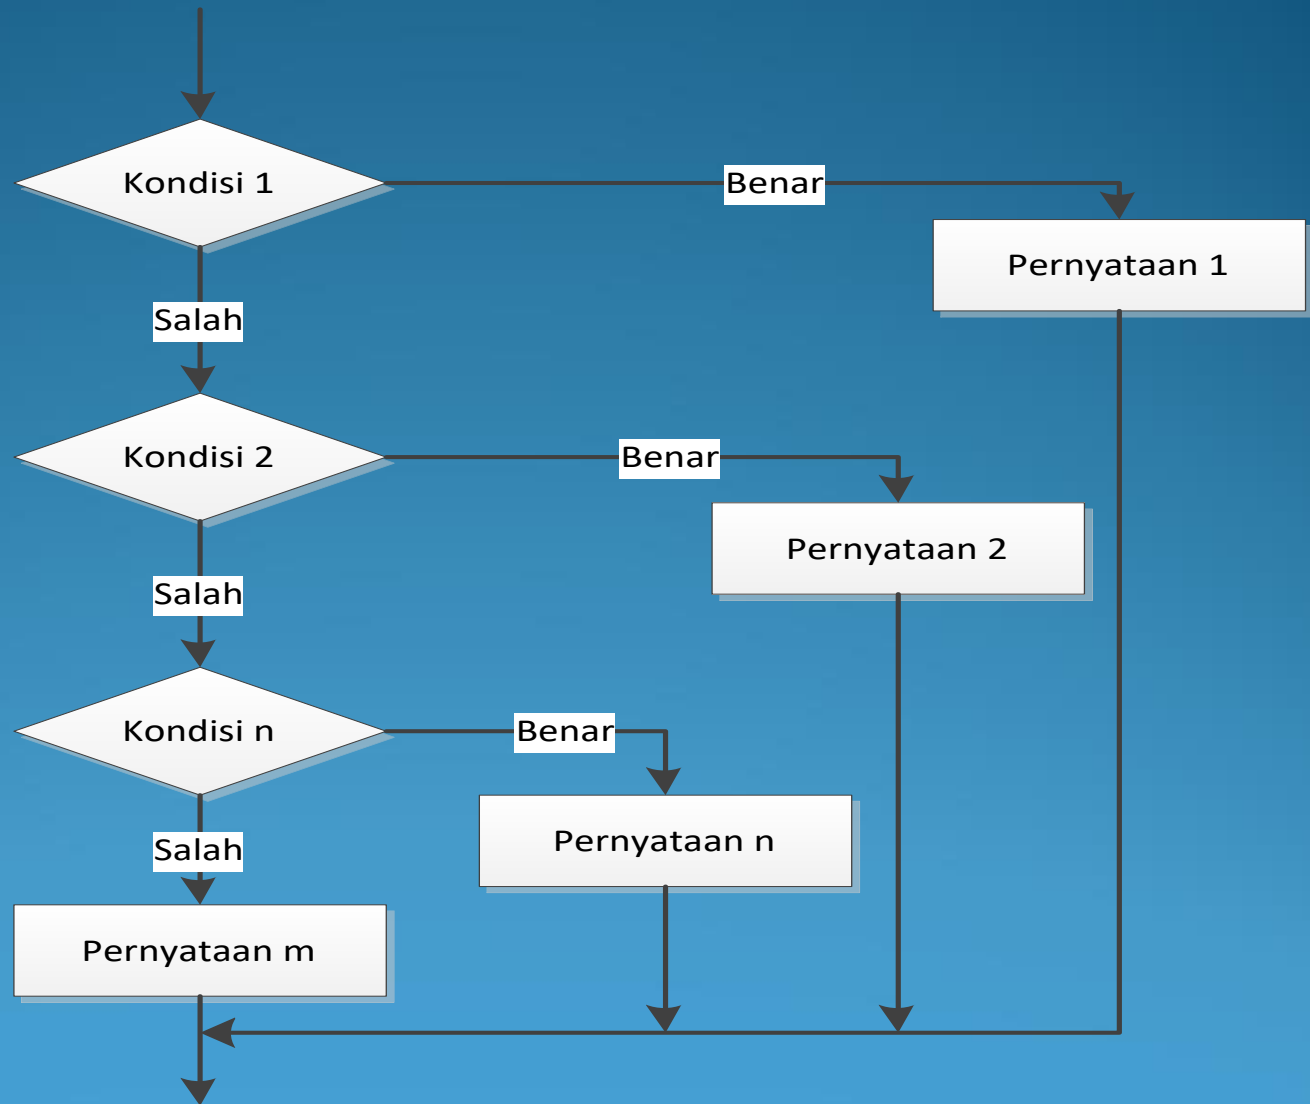 Kondisi 1
Benar
Pernyataan 1
Salah
Kondisi 2
Benar
Pernyataan 2
Salah
Kondisi n
Benar
Pernyataan n
Salah
Pernyataan m